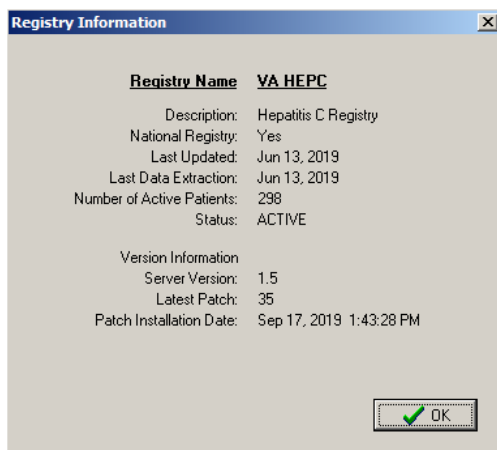 Registry Information
Registry Name VA HEPC
Description: Hepatitis C Registry
National Registry: Yes
Last Updated: Jun 13, 2019
Last Data Extraction: Jun 13, 2019
Number of Active Patients: 298
Status: ACTIVE
Version Information
Server Version: 1.5
Latest Patch: 35
Patch Installation Date: Sep 17, 2019 1:43:28 PM
OK